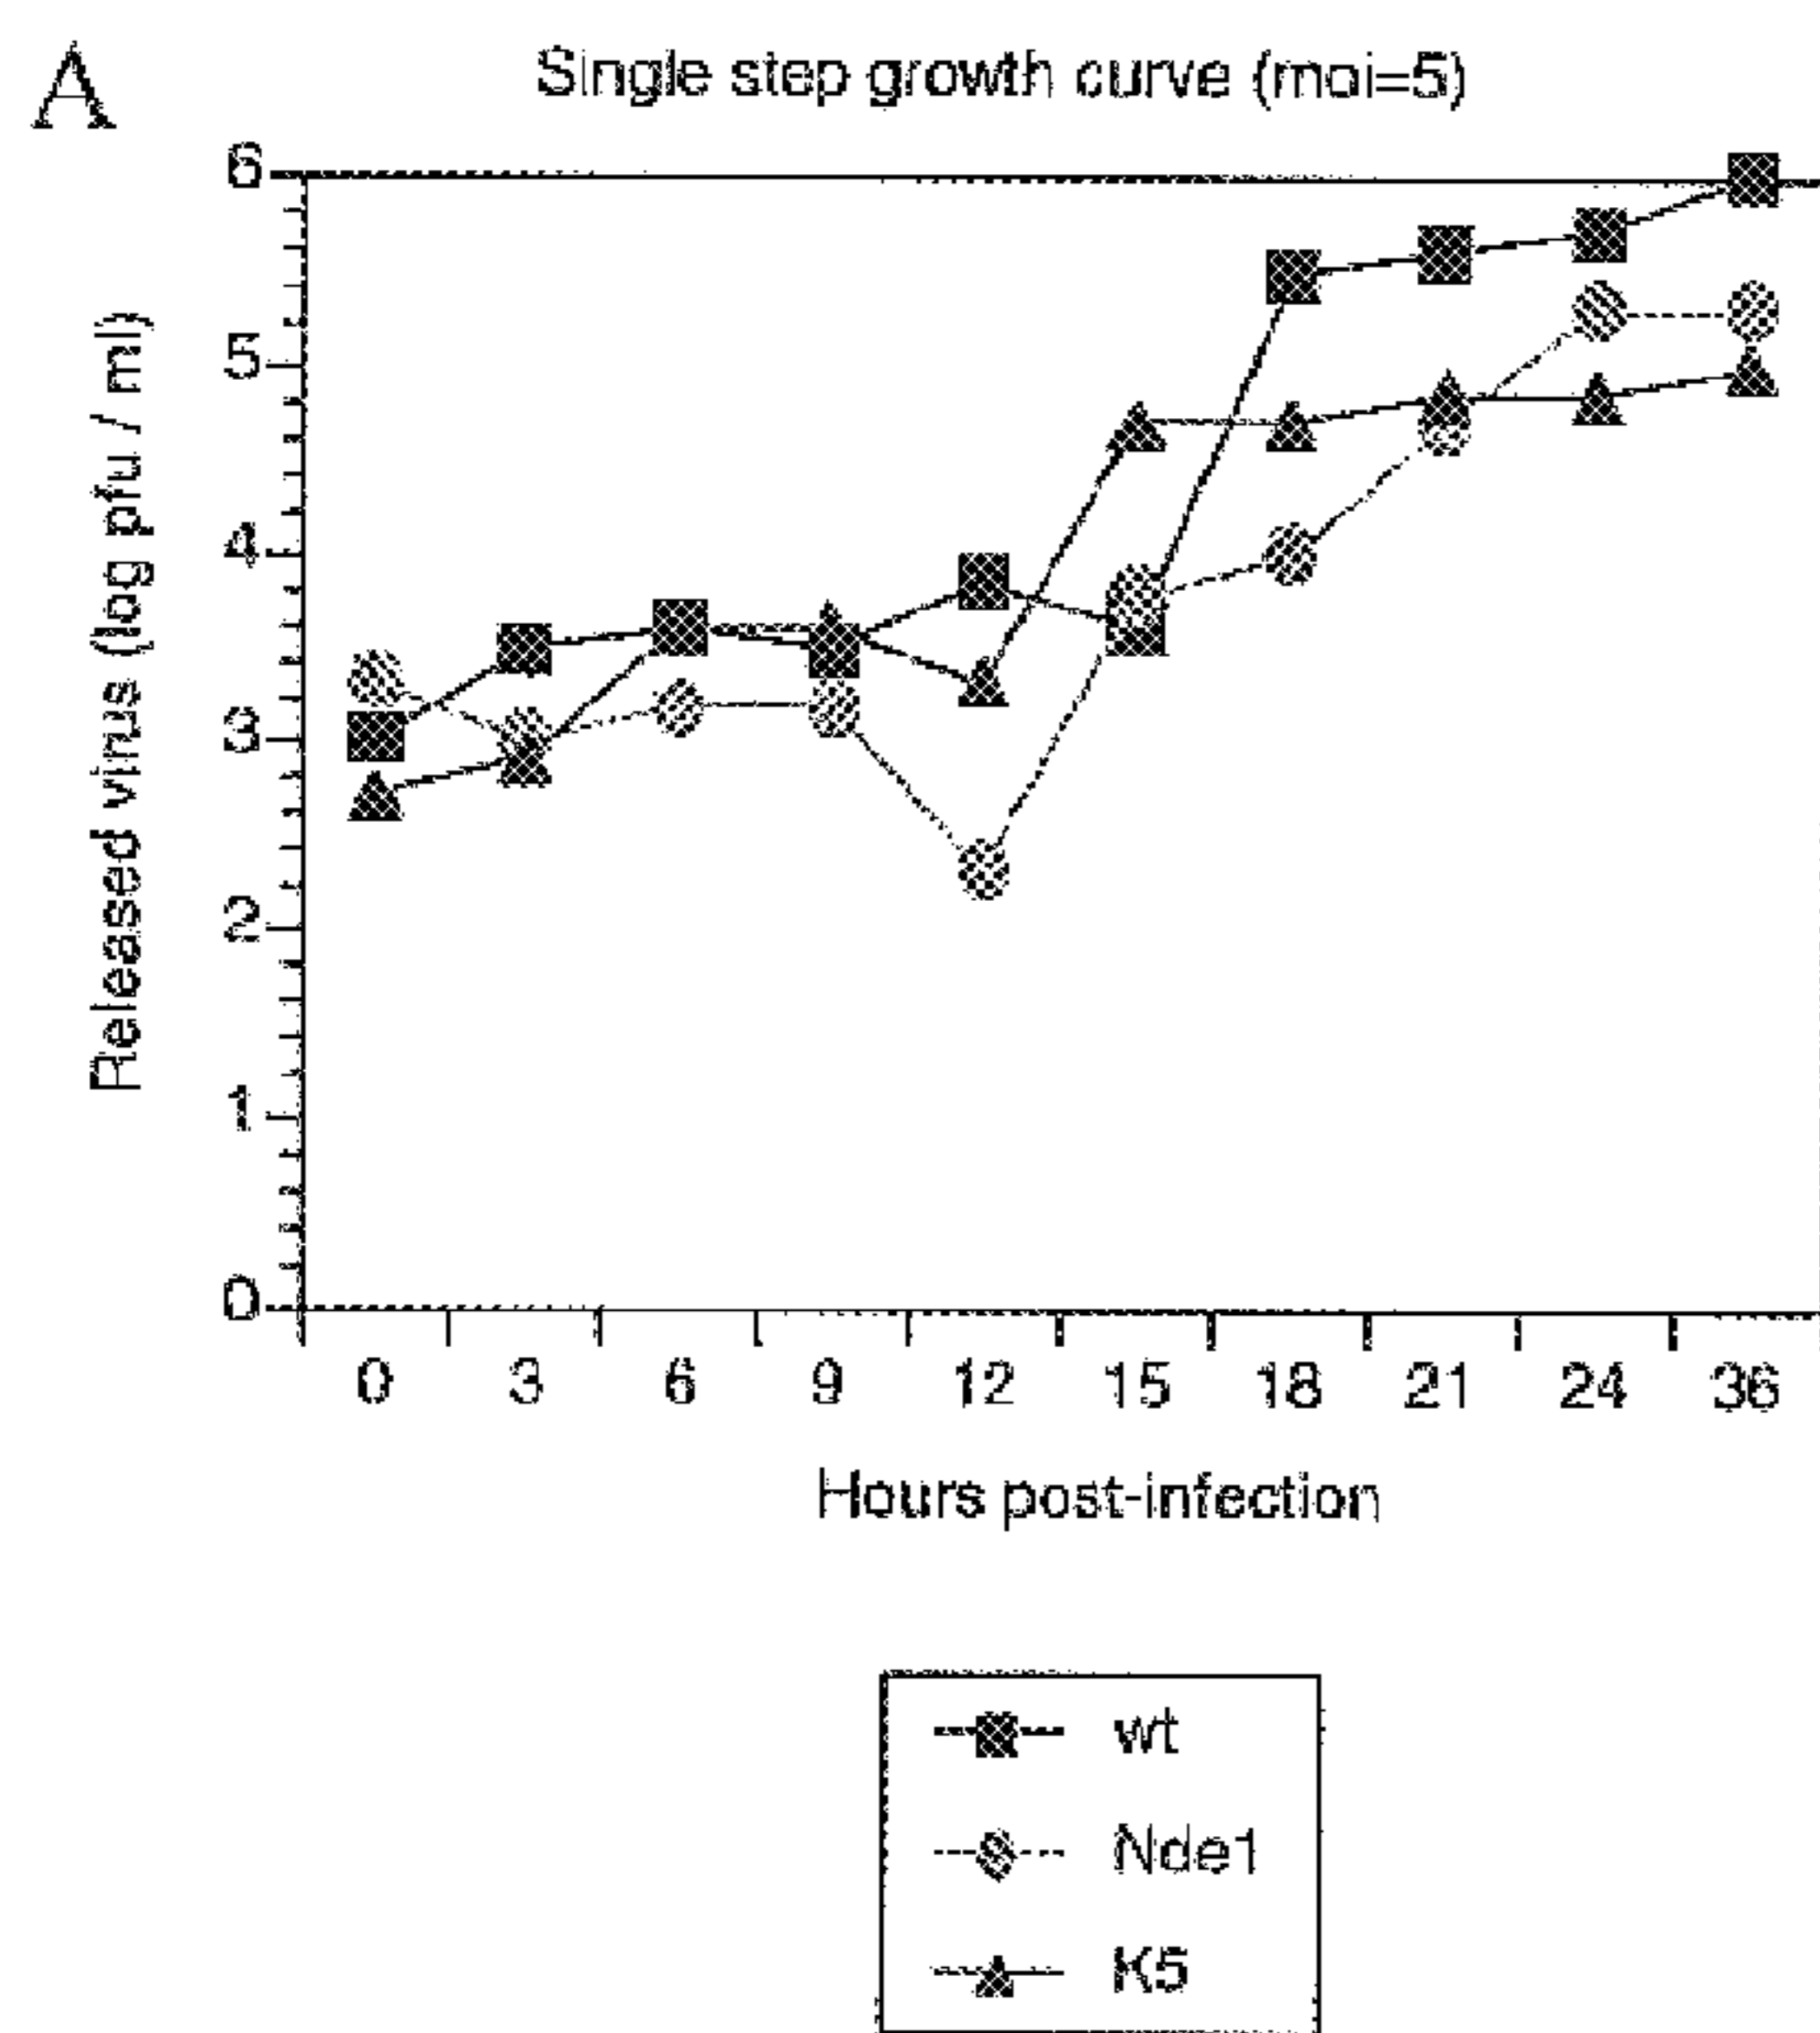 A
Single step growth curve (moi=5)
Released virus (log pfu / ml)
6
5
4
3
2
1
0
0 3 6 9 12 15 18 21 24 36
Hours post-infection
wt
Nde1
K5